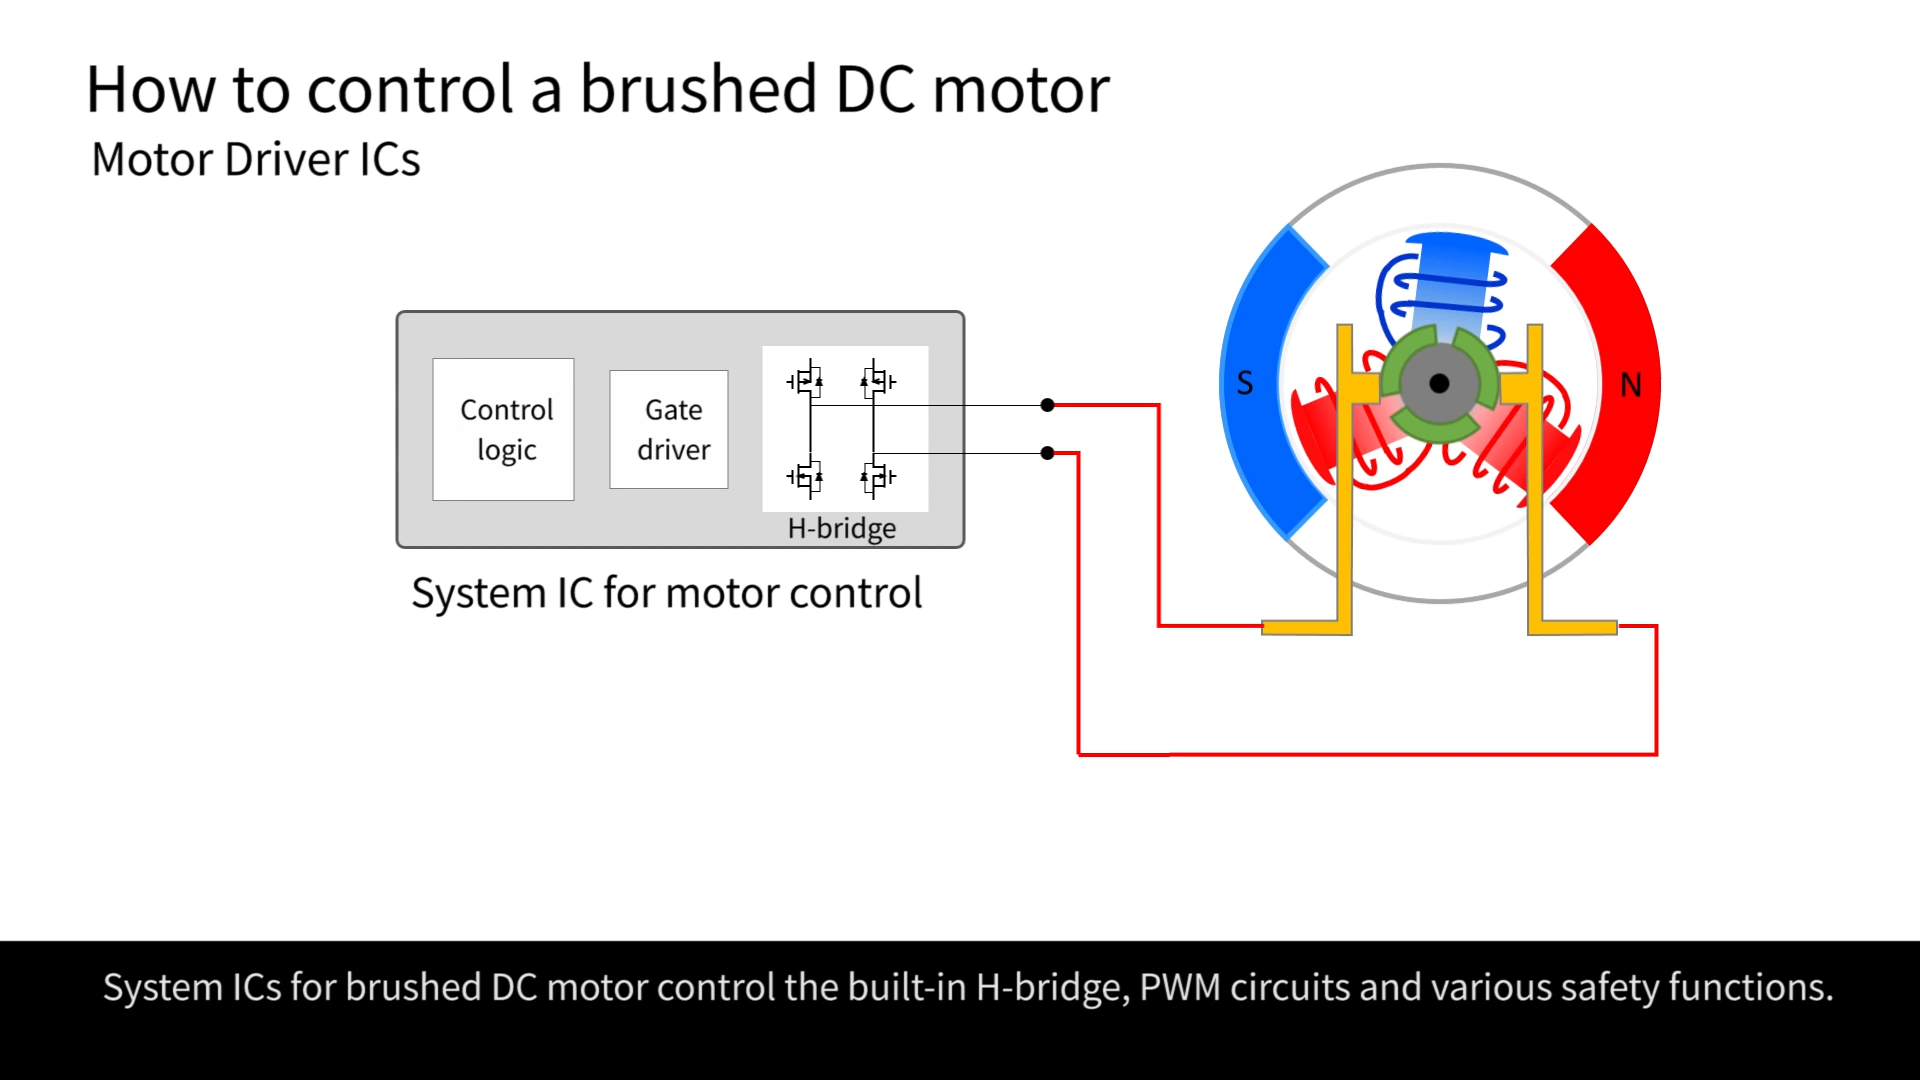 How to control a brushed DC motor
Motor Driver ICs
Control
logic
Gate
driver
H-bridge
System IC for motor control
S
N
System ICs for brushed DC motor control the built-in H-bridge, PWM circuits and various safety functions.